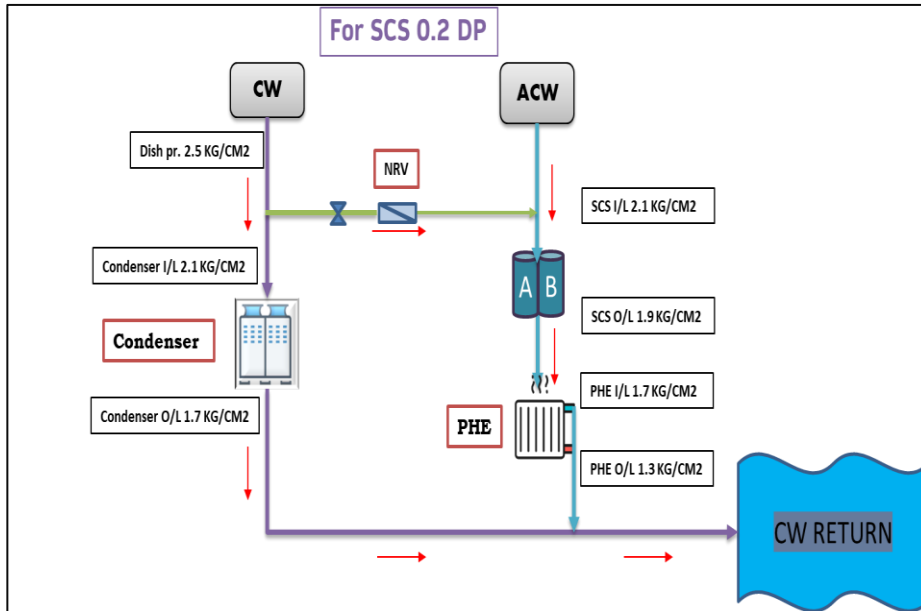 For SCS 0.2 DP
CW
ACW
Dish pr. 2.5 KG/CM2
NRV
SCS I/L 2.1 KG/CM2
Condenser I/L 2.1 KG/CM2
A B
SCS O/L 1.9 KG/CM2
Condenser
PHE I/L 1.7 KG/CM2
Condenser O/L 1.7 KG/CM2
PHE
PHE O/L 1.3 KG/CM2
CW RETURN